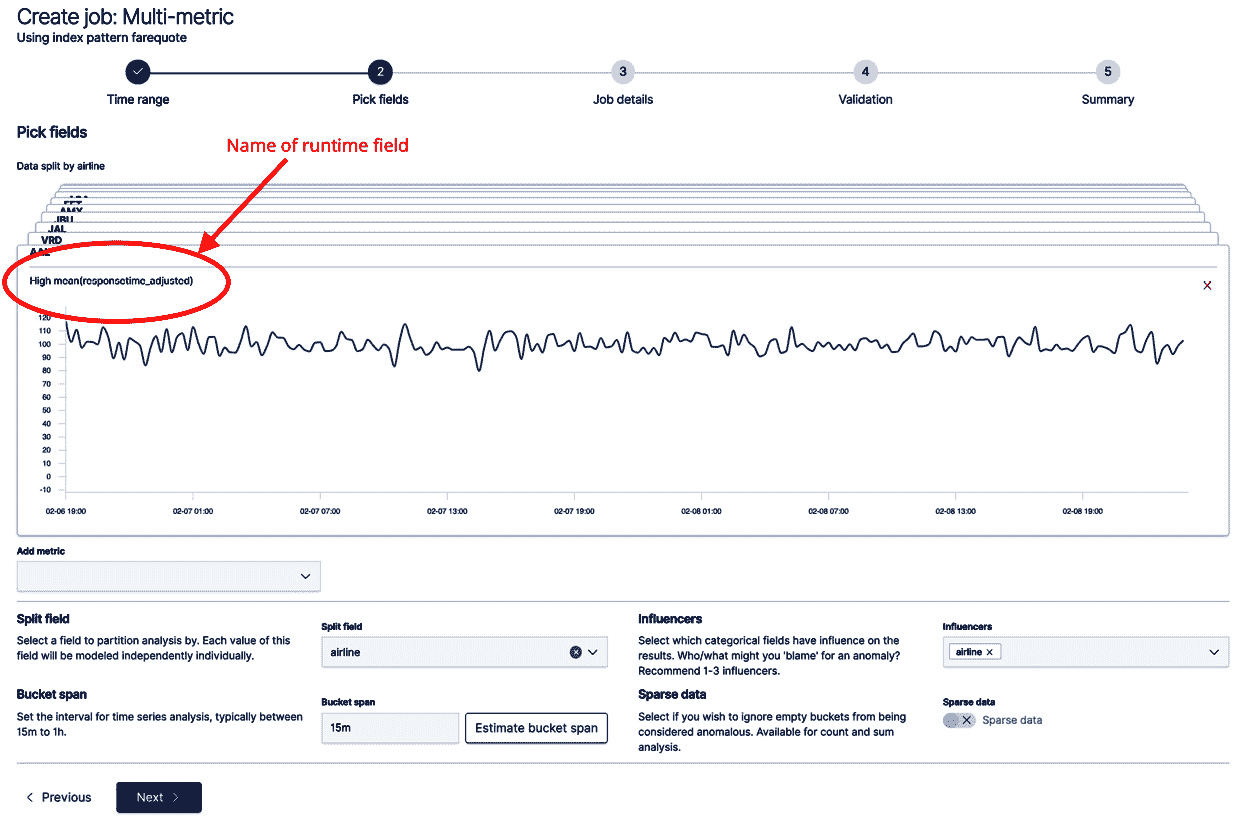 Create job: Multi-metric
Using index pattern farequote
2
3
4
5
Time range
Pick fields
Job details
Validation
Summary
Pick fields
Name of runtime field
Data split by airline
AMX
JBU
JAL
VRD
AAL
High mean(responsetime_adjusted)
120
110
100
90
80
70
60
50
40
30
20
10
0
-10
02-06 19:00
02-07 01:00
02-07 07:00
02-07 13:00
02-07 19:00
02-08 01:00
02-08 07:00
02-08 13:00
02-08 19:00
Add metric
Split field
Select a field to partition analysis by. Each value of this
field will be modeled independently individually.
Split field
airline
Influencers
Select which categorical fields have influence on the
results. Who/what might you 'blame' for an anomaly?
Recommend 1-3 influencers.
Influencers
airline
Bucket span
Set the interval for time series analysis, typically between
15m to 1h.
Bucket span
15m
Estimate bucket span
Sparse data
Select if you wish to ignore empty buckets from being
considered anomalous. Available for count and sum
analysis.
Sparse data
Sparse data
Previous
Next